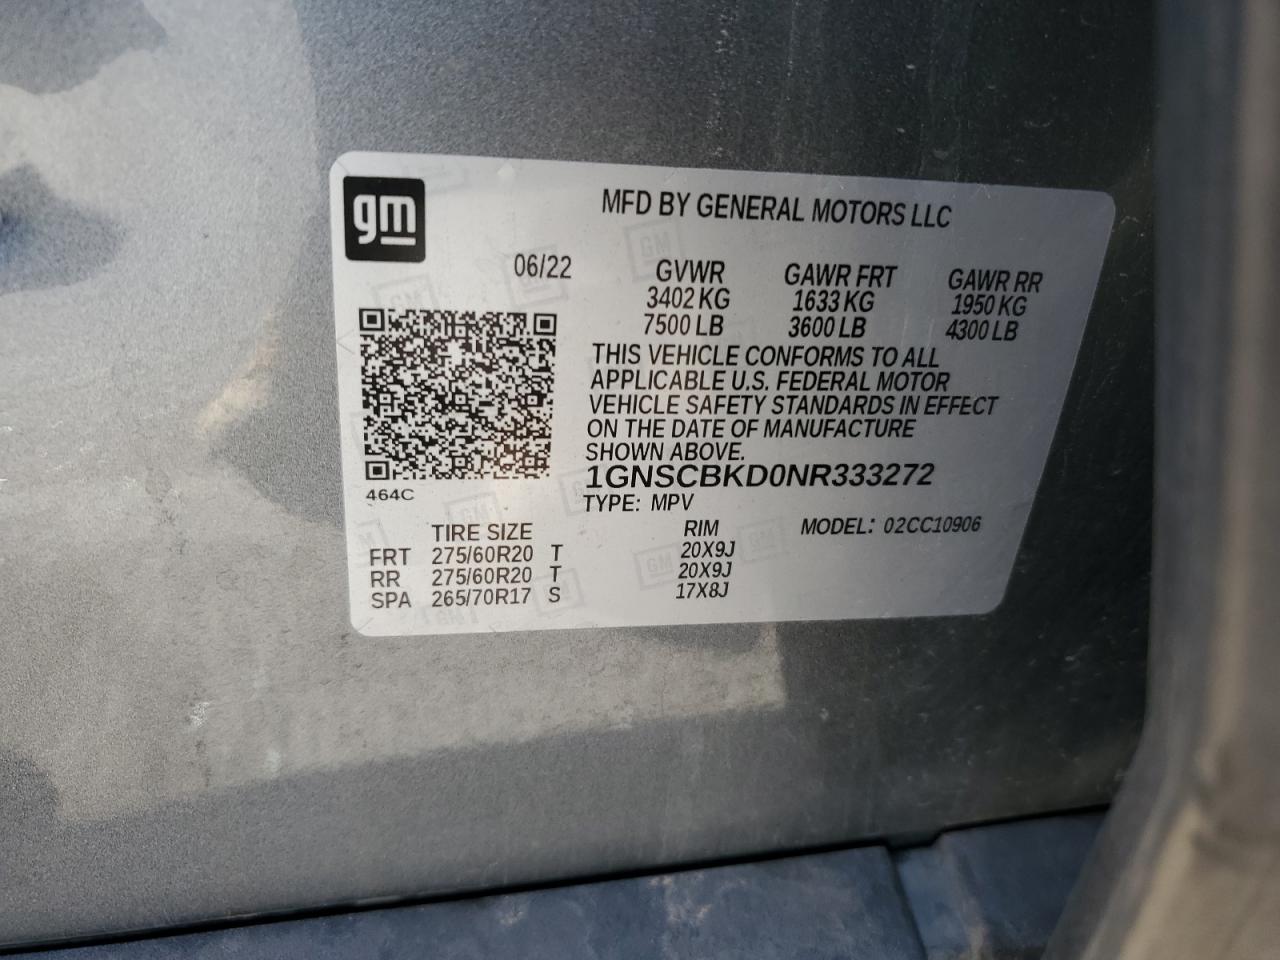 gm
MFD BY GENERAL MOTORS LLC
06/22 GVWR GAWR FRT GAWR RR
3402 KG 1633 KG 1950 KG
7500 LB 3600 LB 4300 LB
THIS VEHICLE CONFORMS TO ALL
APPLICABLE U.S. FEDERAL MOTOR
VEHICLE SAFETY STANDARDS IN EFFECT
ON THE DATE OF MANUFACTURE
SHOWN ABOVE.
1GNSCBKD0NR333272
464C
TYPE: MPV
MODEL: 02CC10906
TIRE SIZE RIM
FRT 275/60R20 T 20X9J
RR 275/60R20 T 20X9J
SPA 265/70R17 S 17X8J